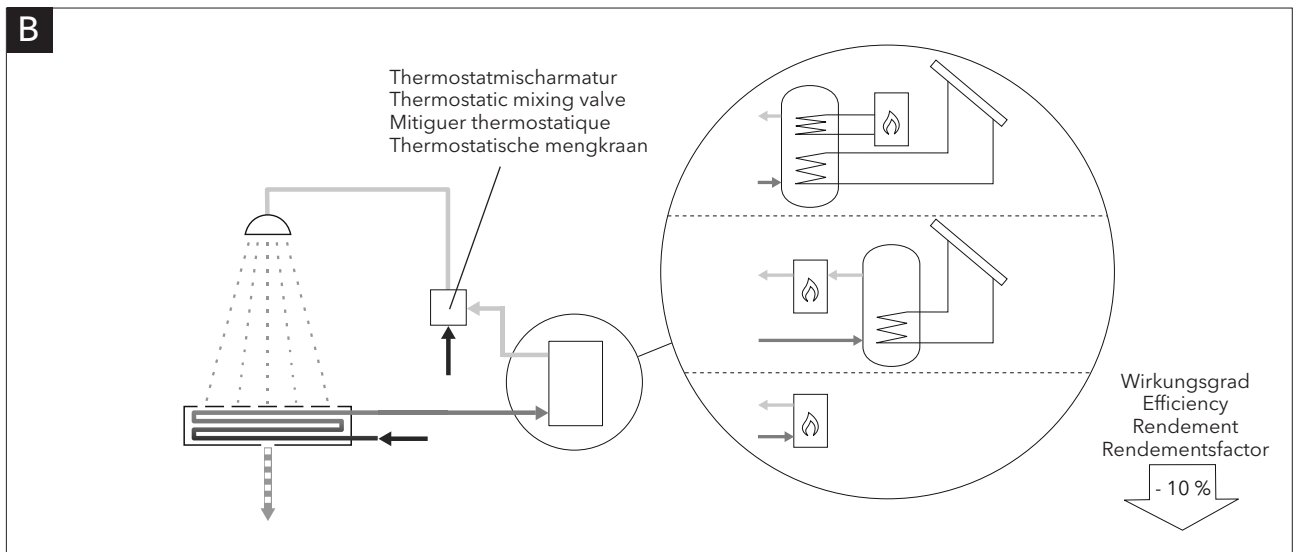 B
Thermostatmischarmatur
Thermostatic mixing valve
Mitiguer thermostatique
Thermostatische mengkraan
Wirkungsgrad
Efficiency
Rendement
Rendementsfactor
- 10 %